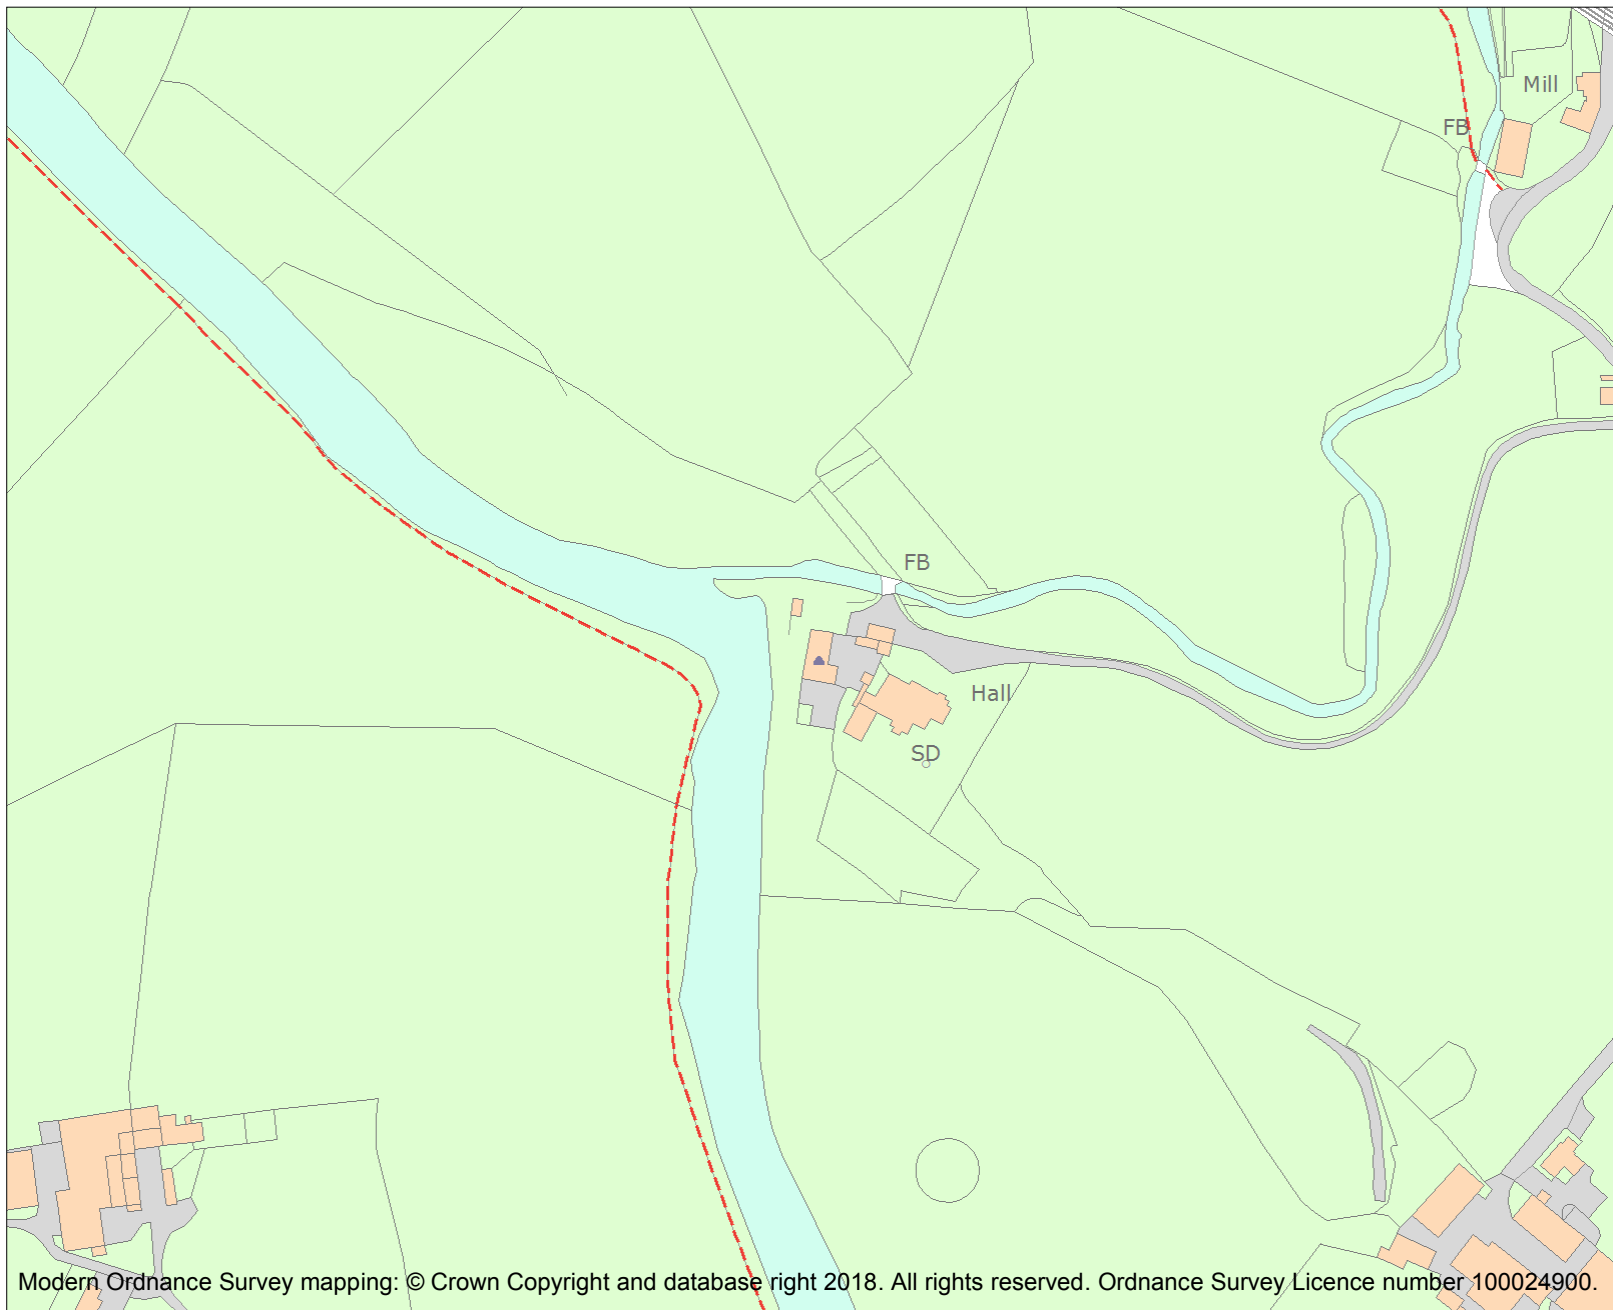 Mill
FB
FB
Hall
SD
Modern Ordnance Survey mapping: © Crown Copyright and database right 2018. All rights reserved. Ordnance Survey Licence number 100024900.